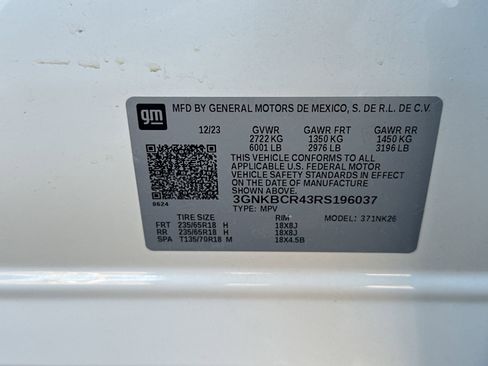 gm
MFD BY GENERAL MOTORS DE MEXICO, S. DE R.L. DE C.V.
12/23 GVWR GAWR FRT GAWR RR
2722 KG 1350 KG 1450 KG
6001 LB 2976 LB 3196 LB
THIS VEHICLE CONFORMS TO ALL
APPLICABLE U.S. FEDERAL MOTOR
VEHICLE SAFETY STANDARDS IN EFFECT
ON THE DATE OF MANUFACTURE SHOWN ABOVE.
3GNKBCR43RS196037
8624 TYPE: MPV MODEL: 371NK26
TIRE SIZE RIM
FRT 235/65R18 H 18X8J
RR 235/65R18 H 18X8J
SPA T135/70R18 M 18X4.5B